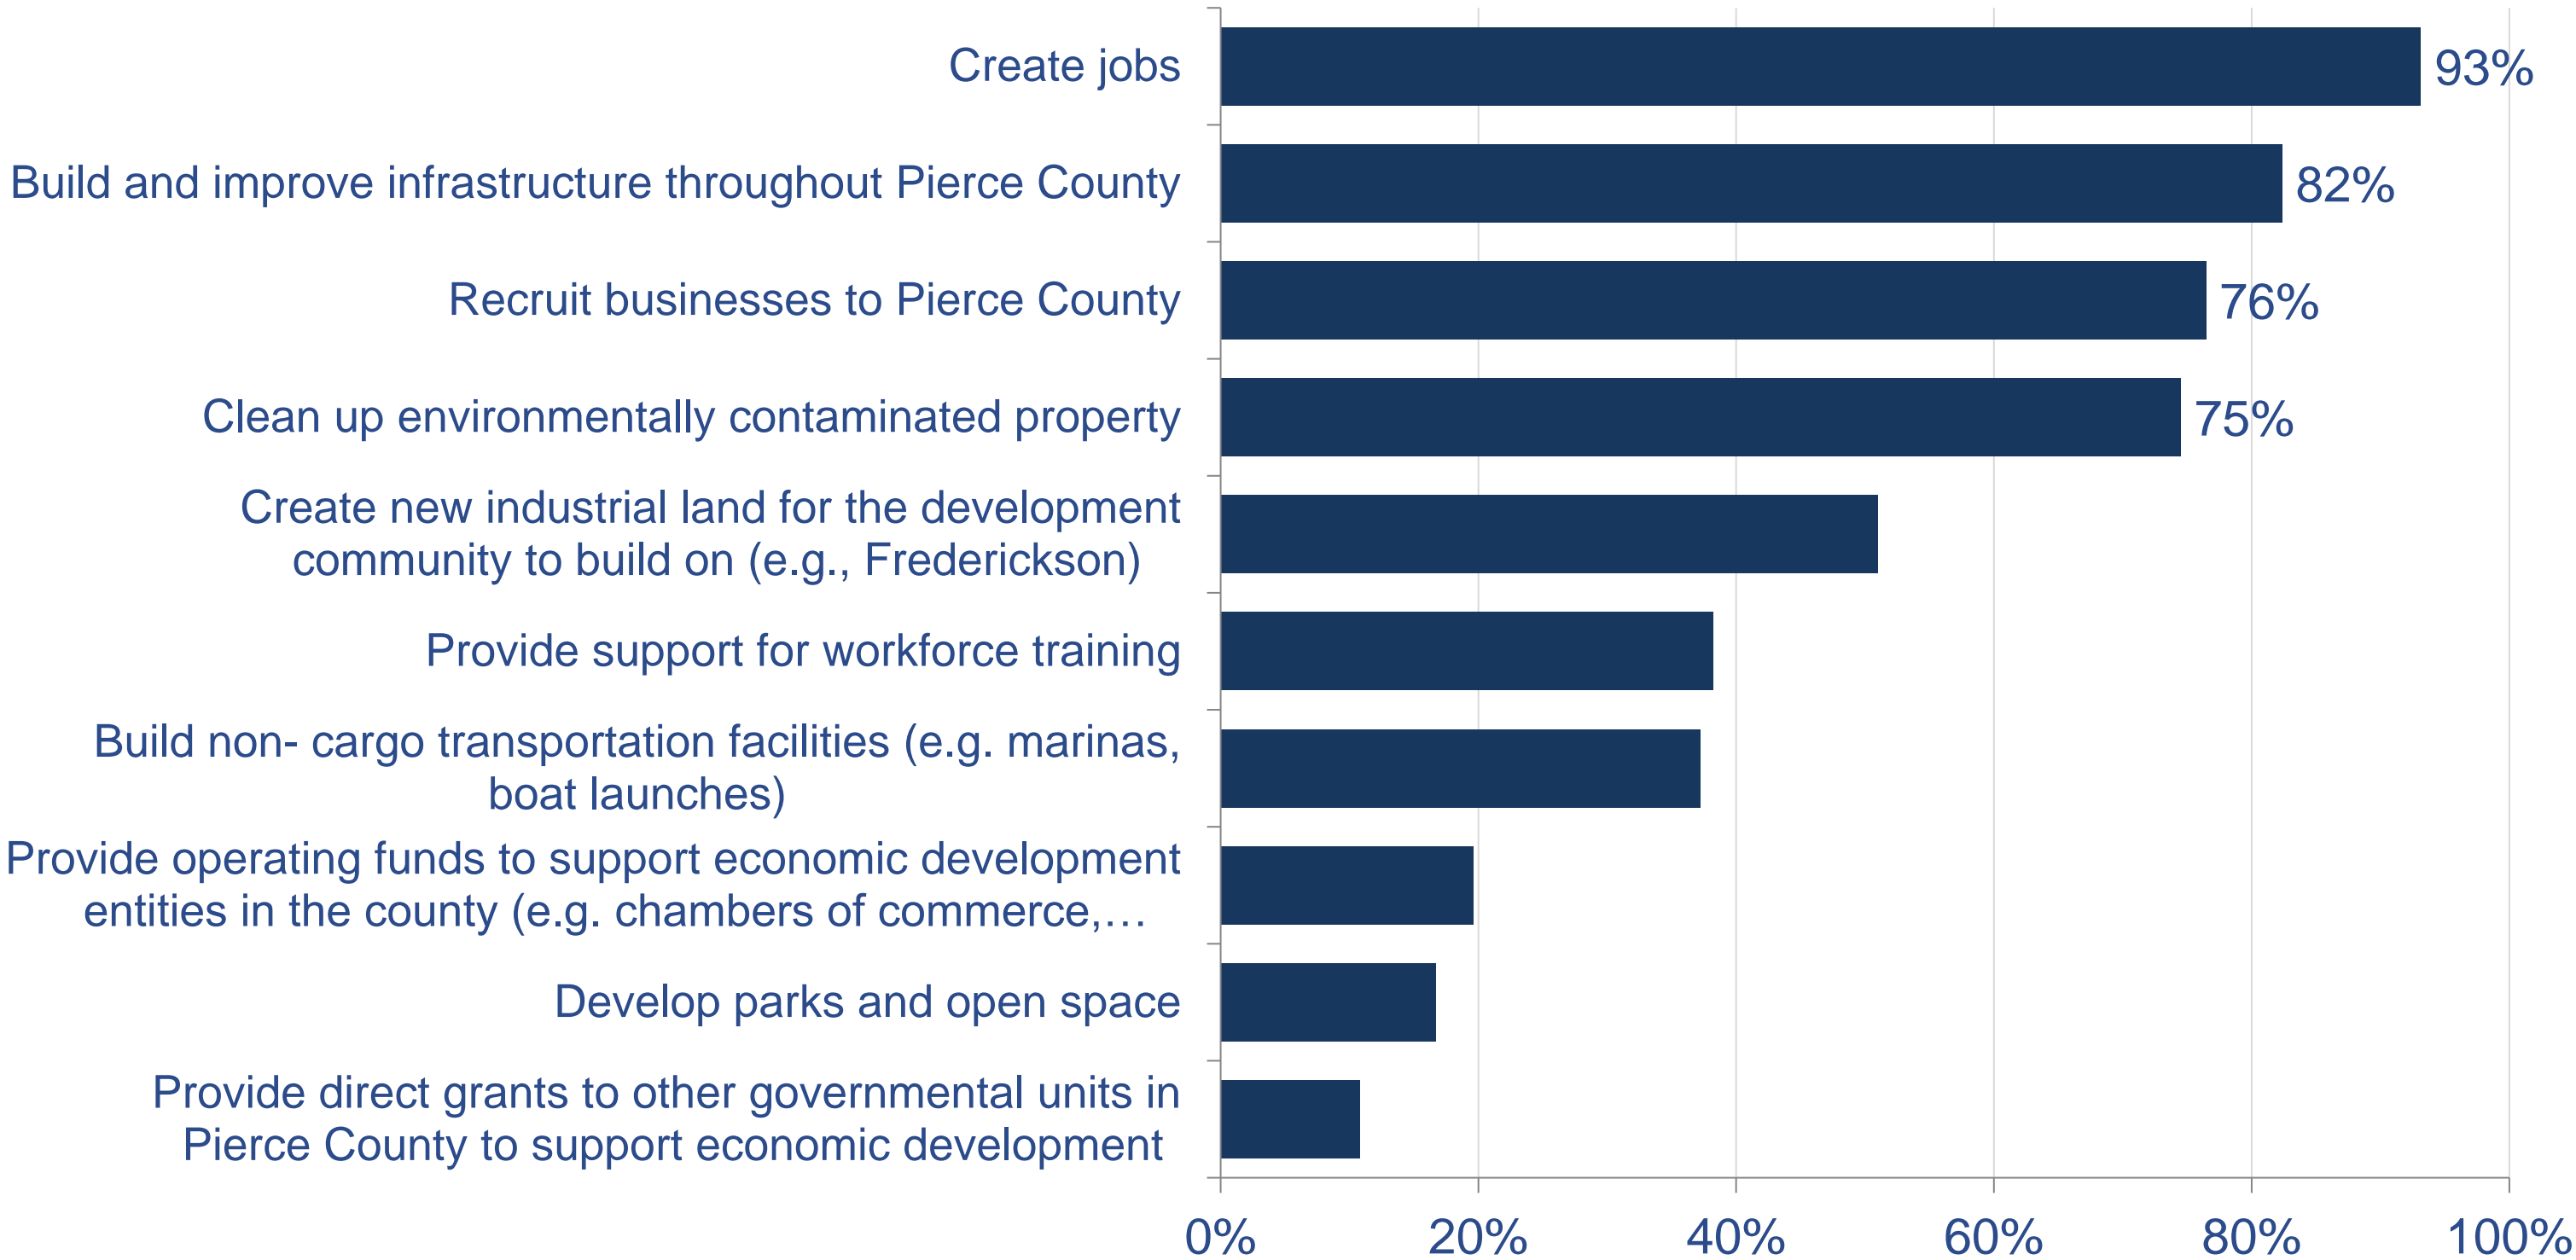 Create jobs
93%
Build and improve infrastructure throughout Pierce County
82%
Recruit businesses to Pierce County
76%
Clean up environmentally contaminated property
75%
Create new industrial land for the development
community to build on (e.g., Frederickson)
Provide support for workforce training
Build non- cargo transportation facilities (e.g. marinas,
boat launches)
Provide operating funds to support economic development
entities in the county (e.g. chambers of commerce,…
Develop parks and open space
Provide direct grants to other governmental units in
Pierce County to support economic development
0% 20% 40% 60% 80% 100%